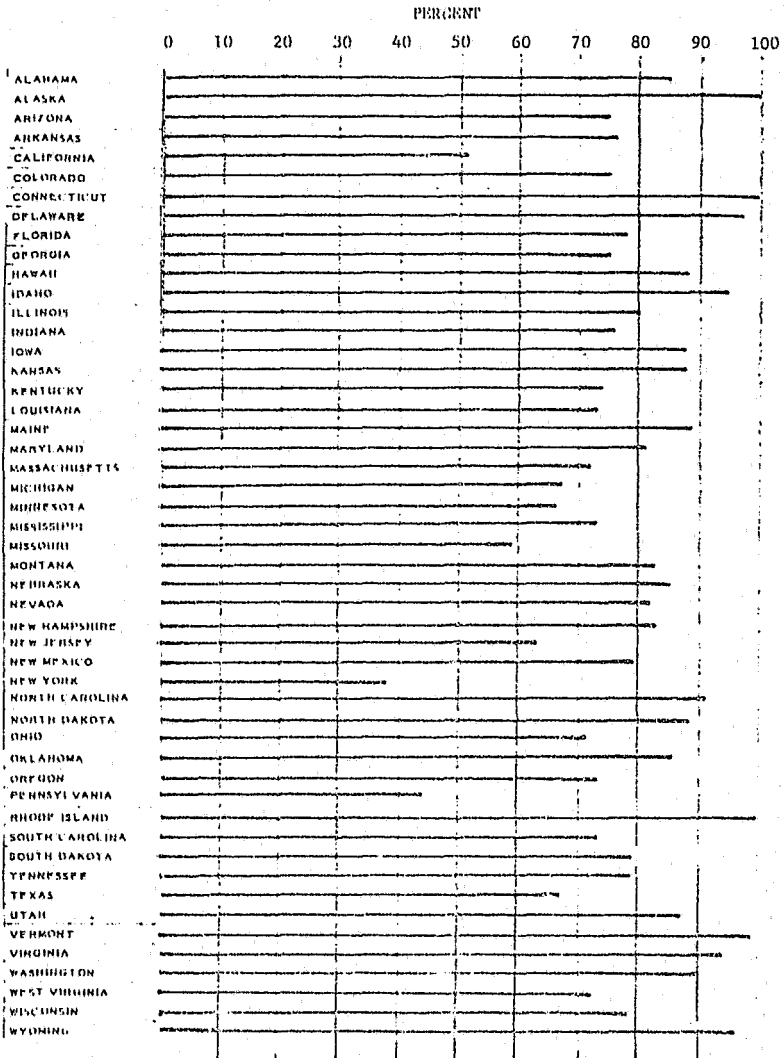 PERCENT
0 10 20 30 40 50 60 70 80 90 100
ALABAMA
ALASKA
ARIZONA
ARKANSAS
CALIFORNIA
COLORADO
CONNECTICUT
DELAWARE
FLORIDA
GEORGIA
HAWAII
IDAHO
ILLINOIS
INDIANA
IOWA
KANSAS
KENTUCKY
LOUISIANA
MAINE
MARYLAND
MASSACHUSETTS
MICHIGAN
MINNESOTA
MISSISSIPPI
MISSOURI
MONTANA
NEBRASKA
NEVADA
NEW HAMPSHIRE
NEW JERSEY
NEW MEXICO
NEW YORK
NORTH CAROLINA
NORTH DAKOTA
OHIO
OKLAHOMA
OREGON
PENNSYLVANIA
RHODE ISLAND
SOUTH CAROLINA
SOUTH DAKOTA
TENNESSEE
TEXAS
UTAH
VERMONT
VIRGINIA
WASHINGTON
WEST VIRGINIA
WISCONSIN
WYOMING